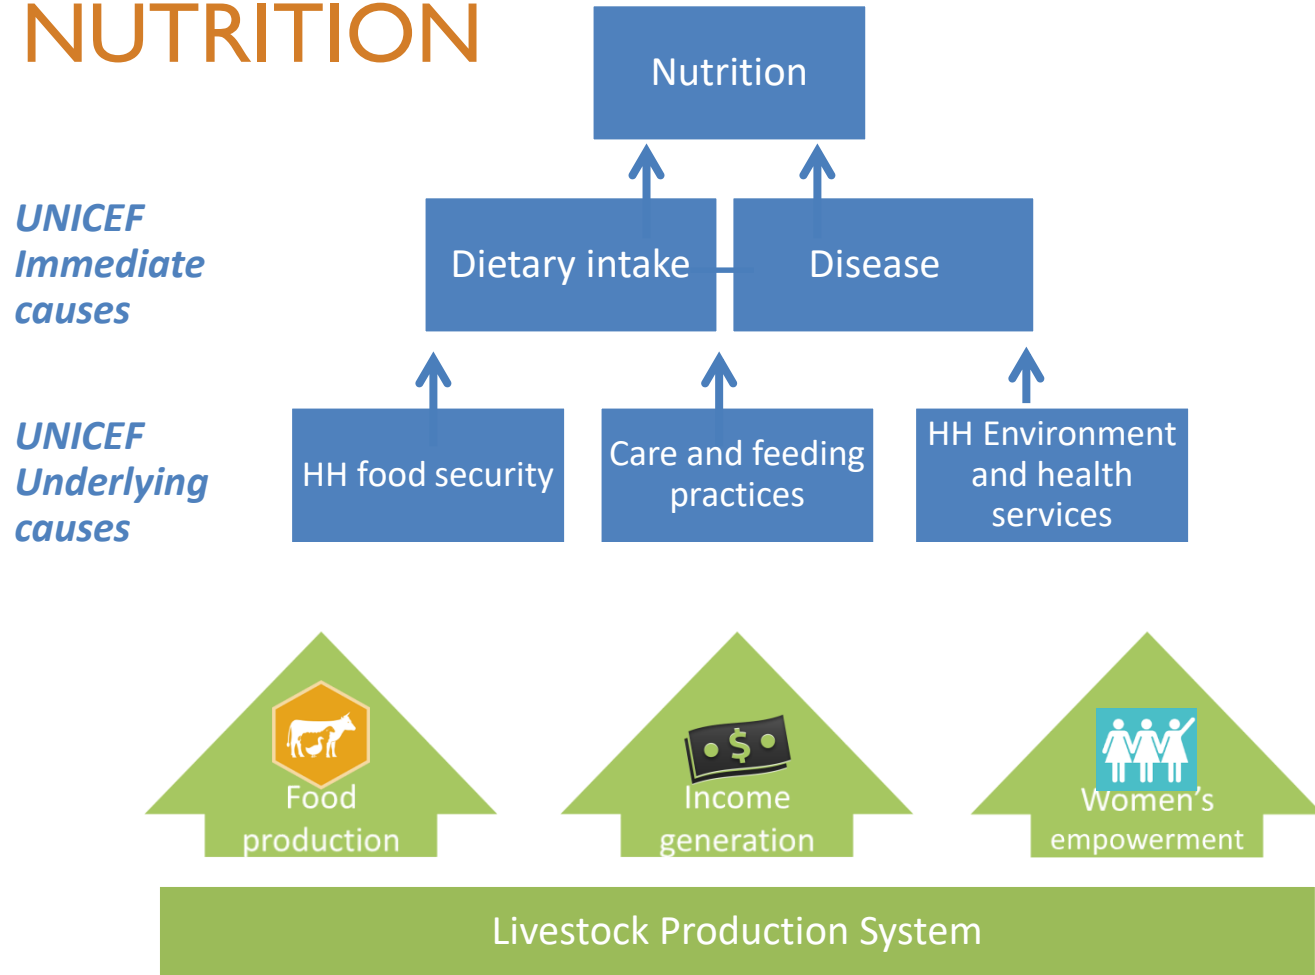 NUTRITION
Nutrition
UNICEF
Immediate
causes
Dietary intake
Disease
UNICEF
Underlying
causes
HH food security
Care and feeding
practices
HH Environment
and health
services
Food
production
$
Income
generation
Women's
empowerment
Livestock Production System